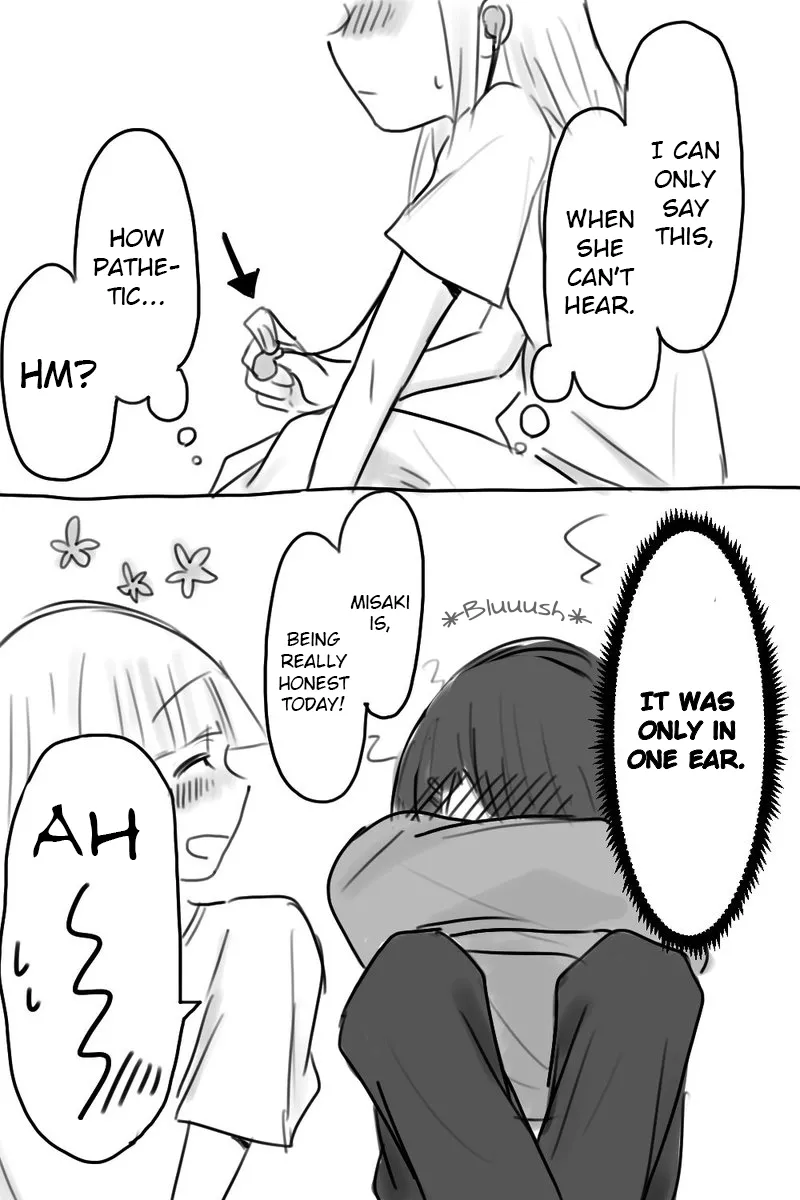 I CAN
ONLY
SAY
THIS,
WHEN
SHE
CAN'T
HEAR.
HOW
PATHE-
TIC...
HM?
IT WAS
ONLY IN
ONE EAR.
*Bluuush*
MISAKI
IS,
BEING
REALLY
HONEST
TODAY!
AH